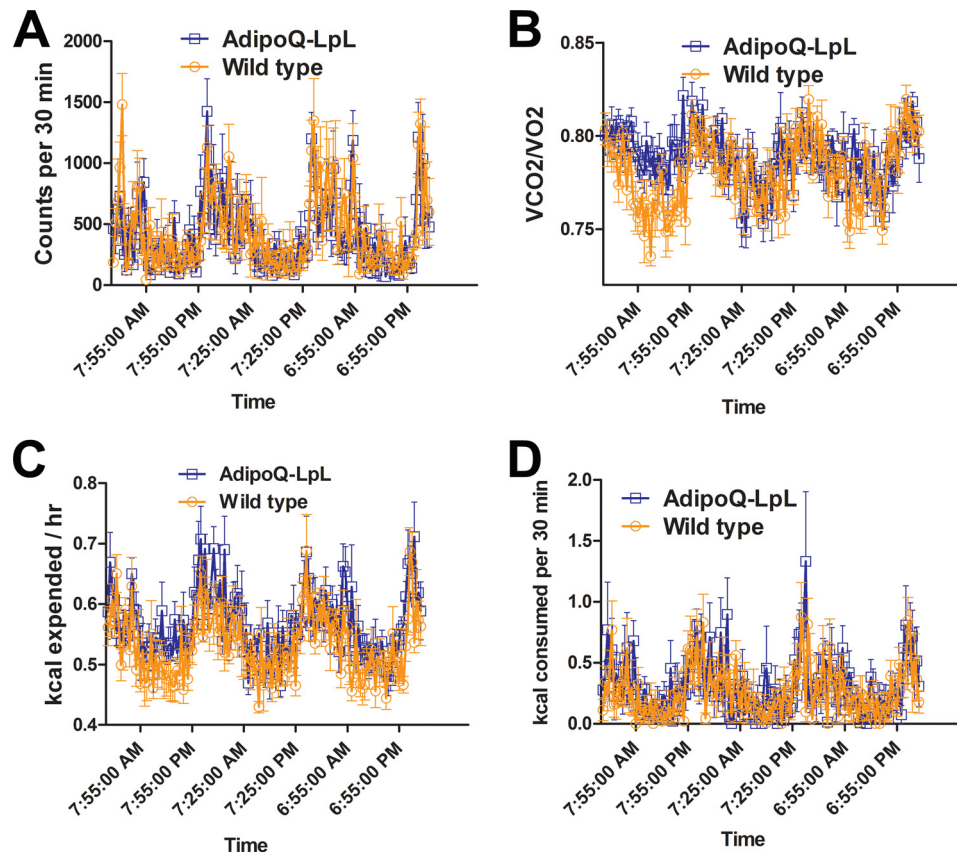 A
AdipoQ-LpL
Wild type
Counts per 30 min
2000
1500
1000
500
0
7:55:00 AM
7:55:00 PM
7:25:00 AM
7:25:00 PM
6:55:00 AM
6:55:00 PM
Time
B
AdipoQ-LpL
Wild type
VCO2/VO2
0.85
0.80
0.75
7:55:00 AM
7:55:00 PM
7:25:00 AM
7:25:00 PM
6:55:00 AM
6:55:00 PM
Time
C
AdipoQ-LpL
Wild type
kcal expended / hr
0.8
0.7
0.6
0.5
0.4
7:55:00 AM
7:55:00 PM
7:25:00 AM
7:25:00 PM
6:55:00 AM
6:55:00 PM
Time
D
AdipoQ-LpL
Wild type
kcal consumed per 30 min
2.0
1.5
1.0
0.5
0.0
7:55:00 AM
7:55:00 PM
7:25:00 AM
7:25:00 PM
6:55:00 AM
6:55:00 PM
Time